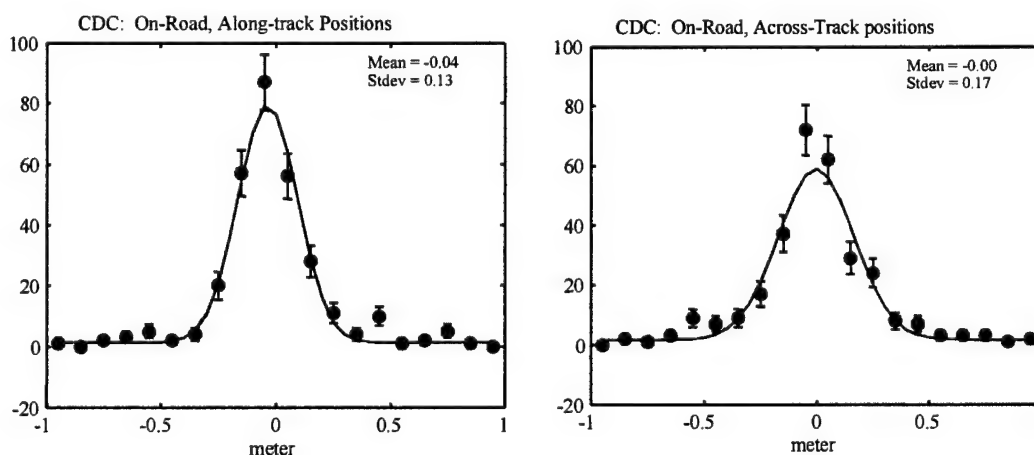 CDC: On-Road, Along-track Positions
Mean = -0.04
Stdev = 0.13
100
80
60
40
20
0
-20
-1
-0.5
0
0.5
1
meter
CDC: On-Road, Across-Track positions
Mean = -0.00
Stdev = 0.17
100
80
60
40
20
0
-20
-1
-0.5
0
0.5
meter